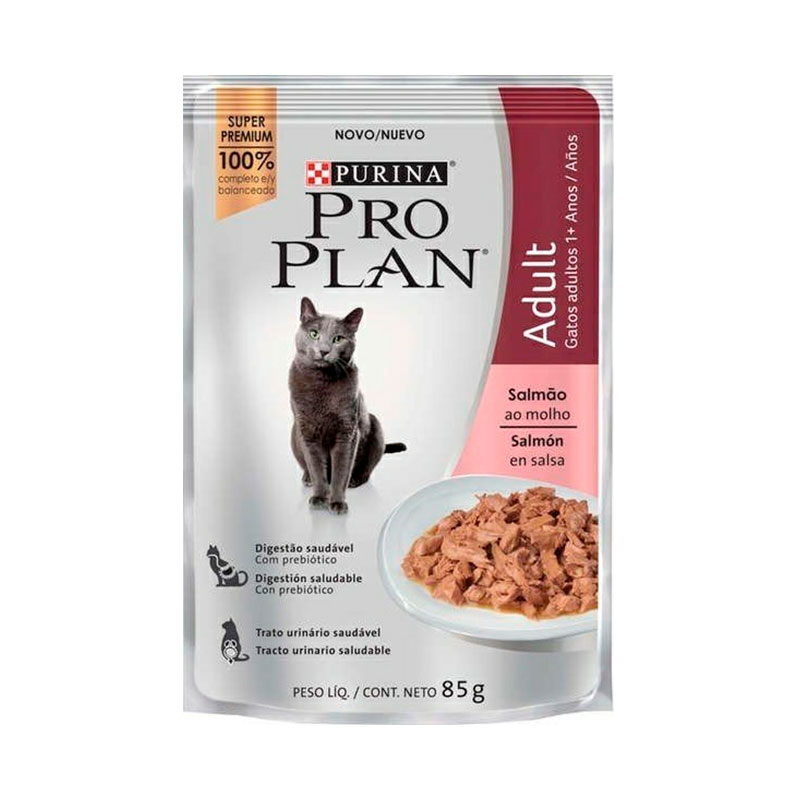 SUPER
PREMIUM
100%
completo e/y
balanceado
NOVO/NUEVO
PURINA®
PRO
PLAN®
Adult
Gatos adultos 1+ Anos / Años
Salmão
ao molho
Salmón
en salsa
Digestão saudável
Com prebiótico
Digestión saludable
Con prebiótico
Trato urinário saudável
Tracto urinario saludable
PESO LÍQ. / CONT. NETO 85g